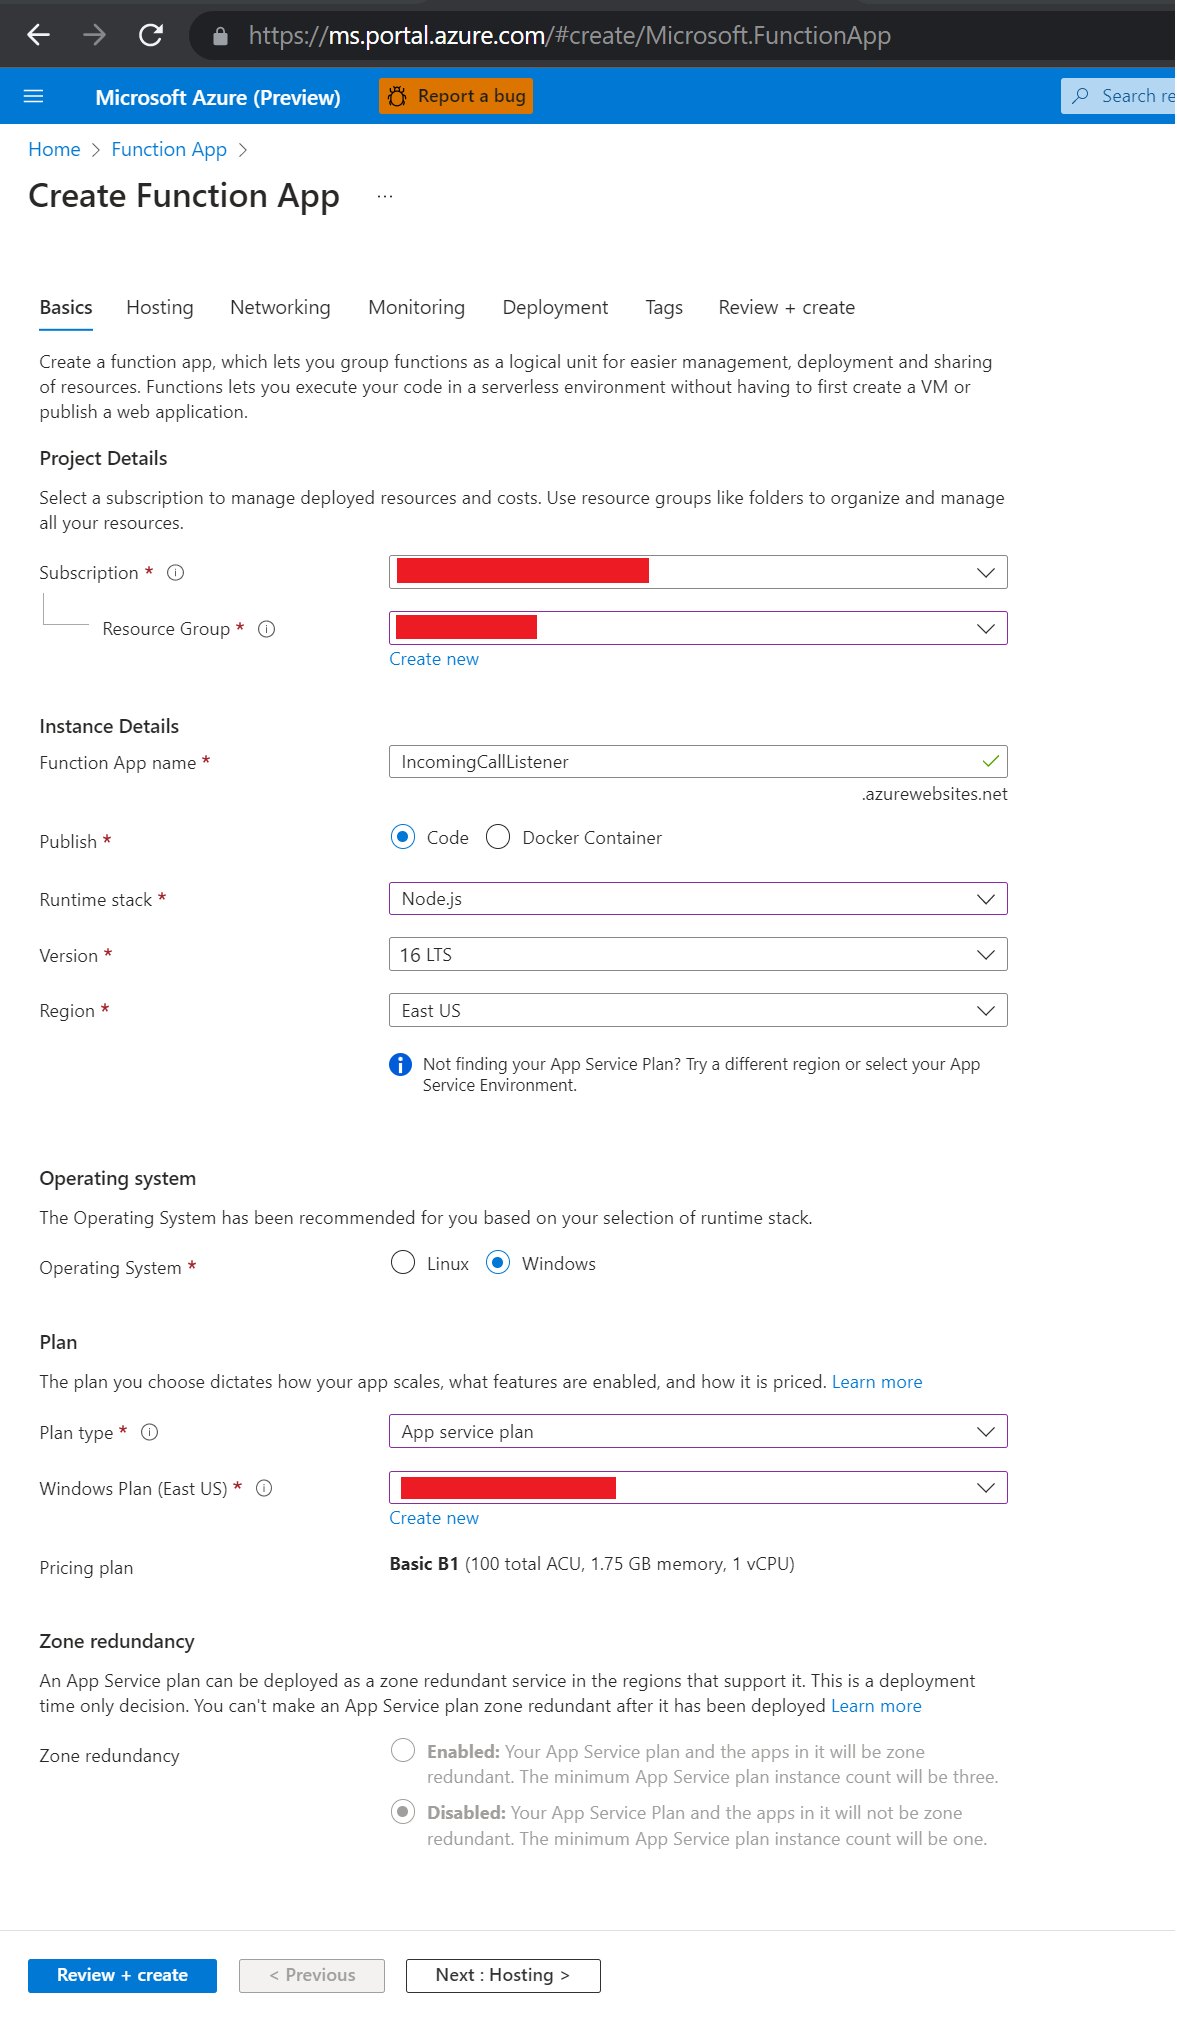 https://ms.portal.azure.com/#create/Microsoft.FunctionApp
Microsoft Azure (Preview)
Report a bug
Search re
Home > Function App >
Create Function App ...
Basics Hosting Networking Monitoring Deployment Tags Review + create
Create a function app, which lets you group functions as a logical unit for easier management, deployment and sharing
of resources. Functions lets you execute your code in a serverless environment without having to first create a VM or
publish a web application.
Project Details
Select a subscription to manage deployed resources and costs. Use resource groups like folders to organize and manage
all your resources.
Subscription *
Resource Group *
Create new
Instance Details
Function App name *
IncomingCallListener
.azurewebsites.net
Publish *
Code Docker Container
Runtime stack *
Node.js
Version *
16 LTS
Region *
East US
Not finding your App Service Plan? Try a different region or select your App
Service Environment.
Operating system
The Operating System has been recommended for you based on your selection of runtime stack.
Operating System *
Linux Windows
Plan
The plan you choose dictates how your app scales, what features are enabled, and how it is priced. Learn more
Plan type *
App service plan
Windows Plan (East US) *
Create new
Pricing plan
Basic B1 (100 total ACU, 1.75 GB memory, 1 vCPU)
Zone redundancy
An App Service plan can be deployed as a zone redundant service in the regions that support it. This is a deployment
time only decision. You can't make an App Service plan zone redundant after it has been deployed Learn more
Zone redundancy
Enabled: Your App Service plan and the apps in it will be zone
redundant. The minimum App Service plan instance count will be three.
Disabled: Your App Service Plan and the apps in it will not be zone
redundant. The minimum App Service plan instance count will be one.
Review + create
< Previous
Next : Hosting >